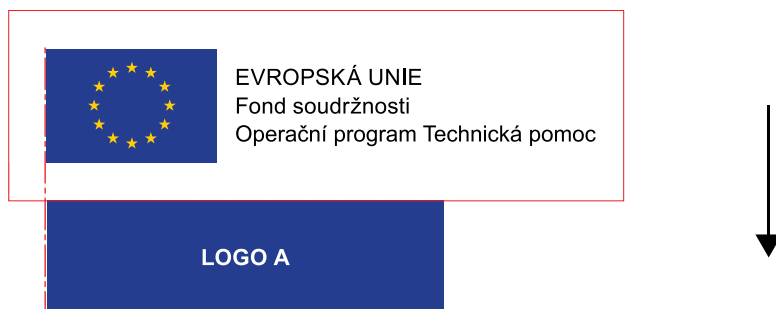 EVROPSKÁ UNIE
Fond soudržnosti
Operační program Technická pomoc
LOGO A